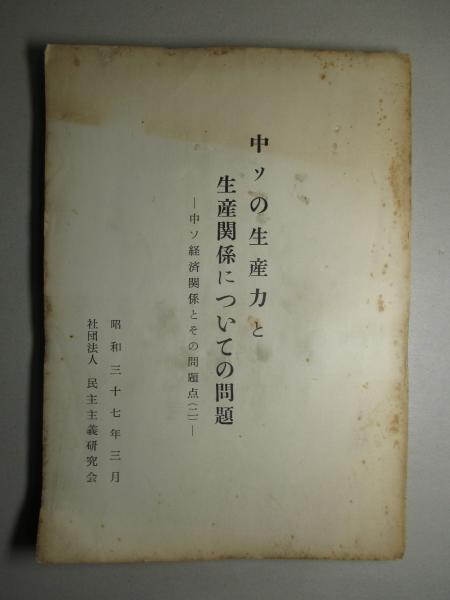 中ソの生産力と
生産関係についての問題
―中ソ経済関係とその問題点(二)―
昭和三十七年三月
社団法人 民主主義研究会